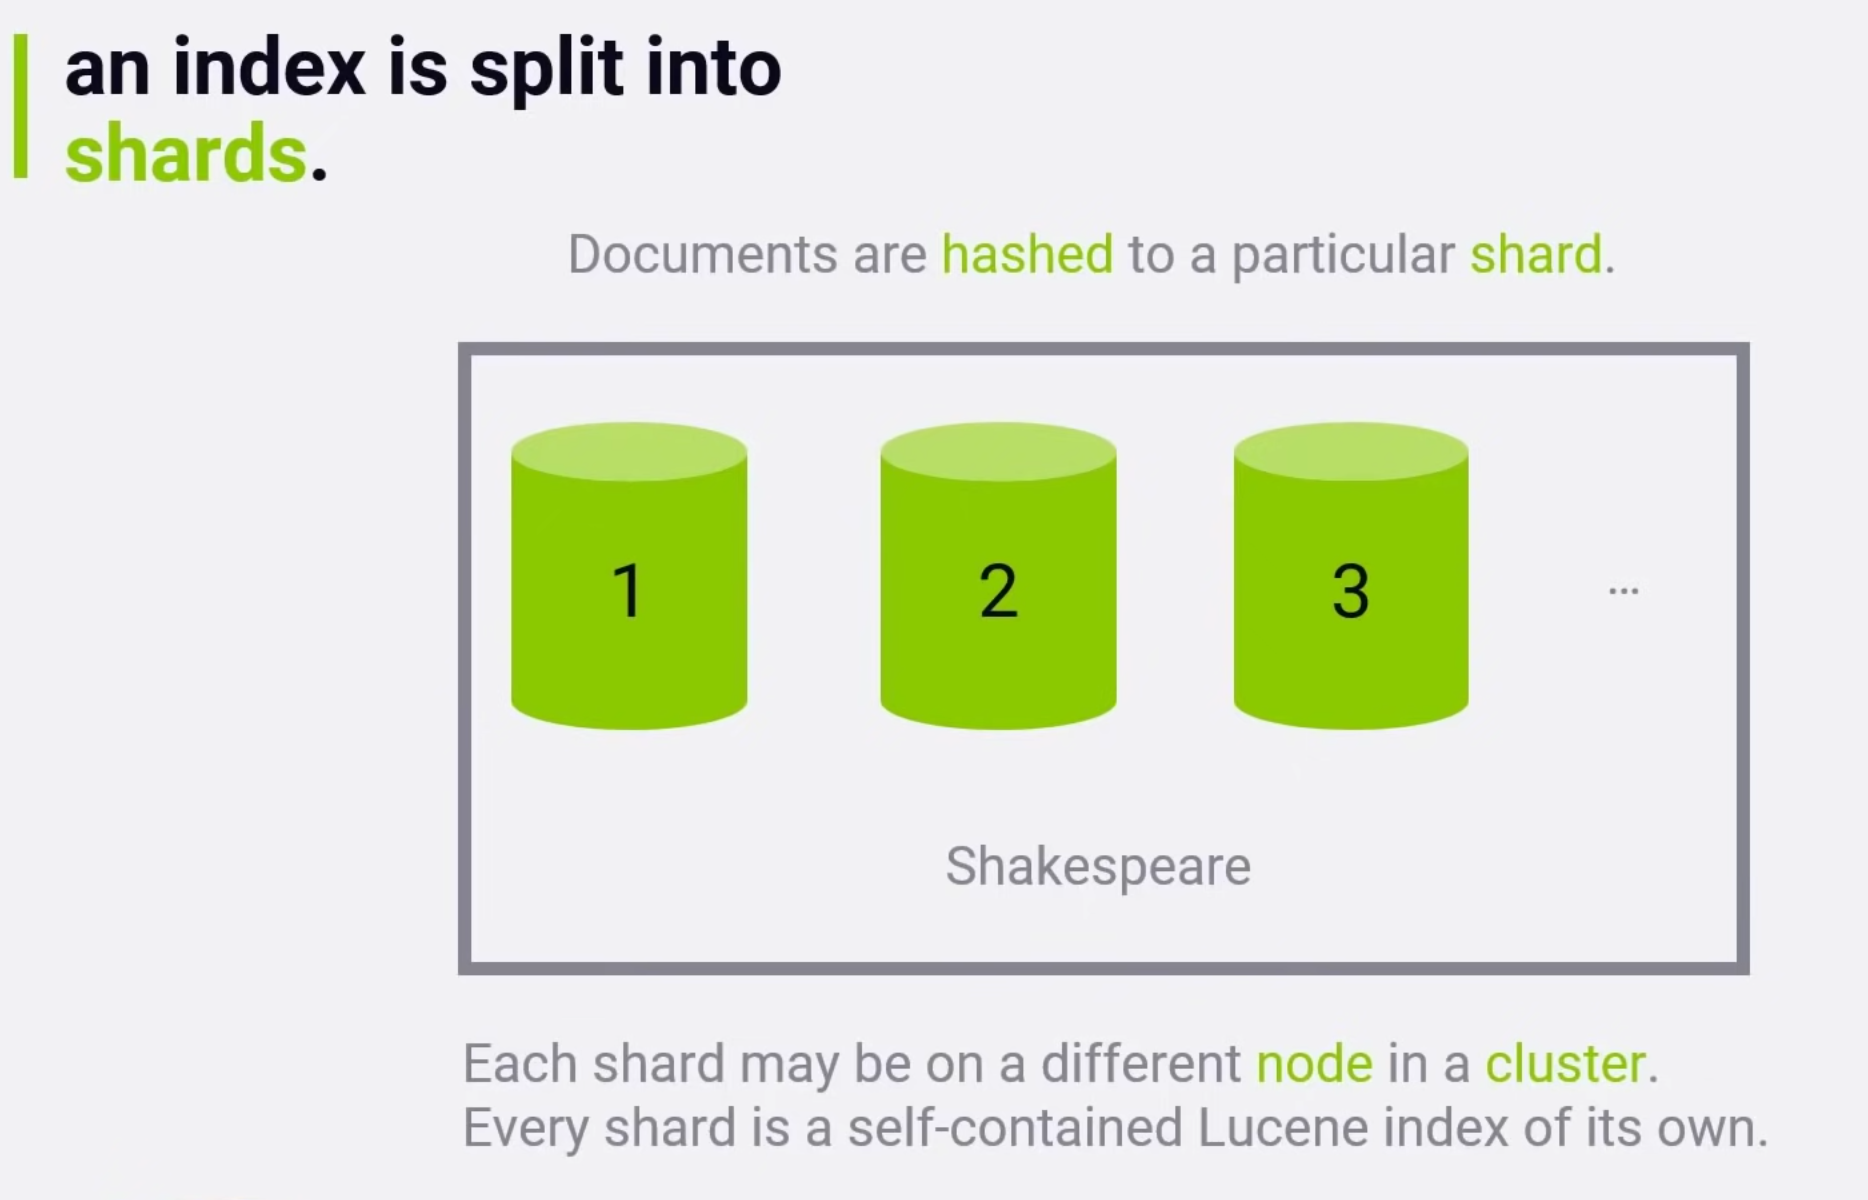 an index is split into
shards.
Documents are hashed to a particular shard.
1 2 3 ...
Shakespeare
Each shard may be on a different node in a cluster.
Every shard is a self-contained Lucene index of its own.